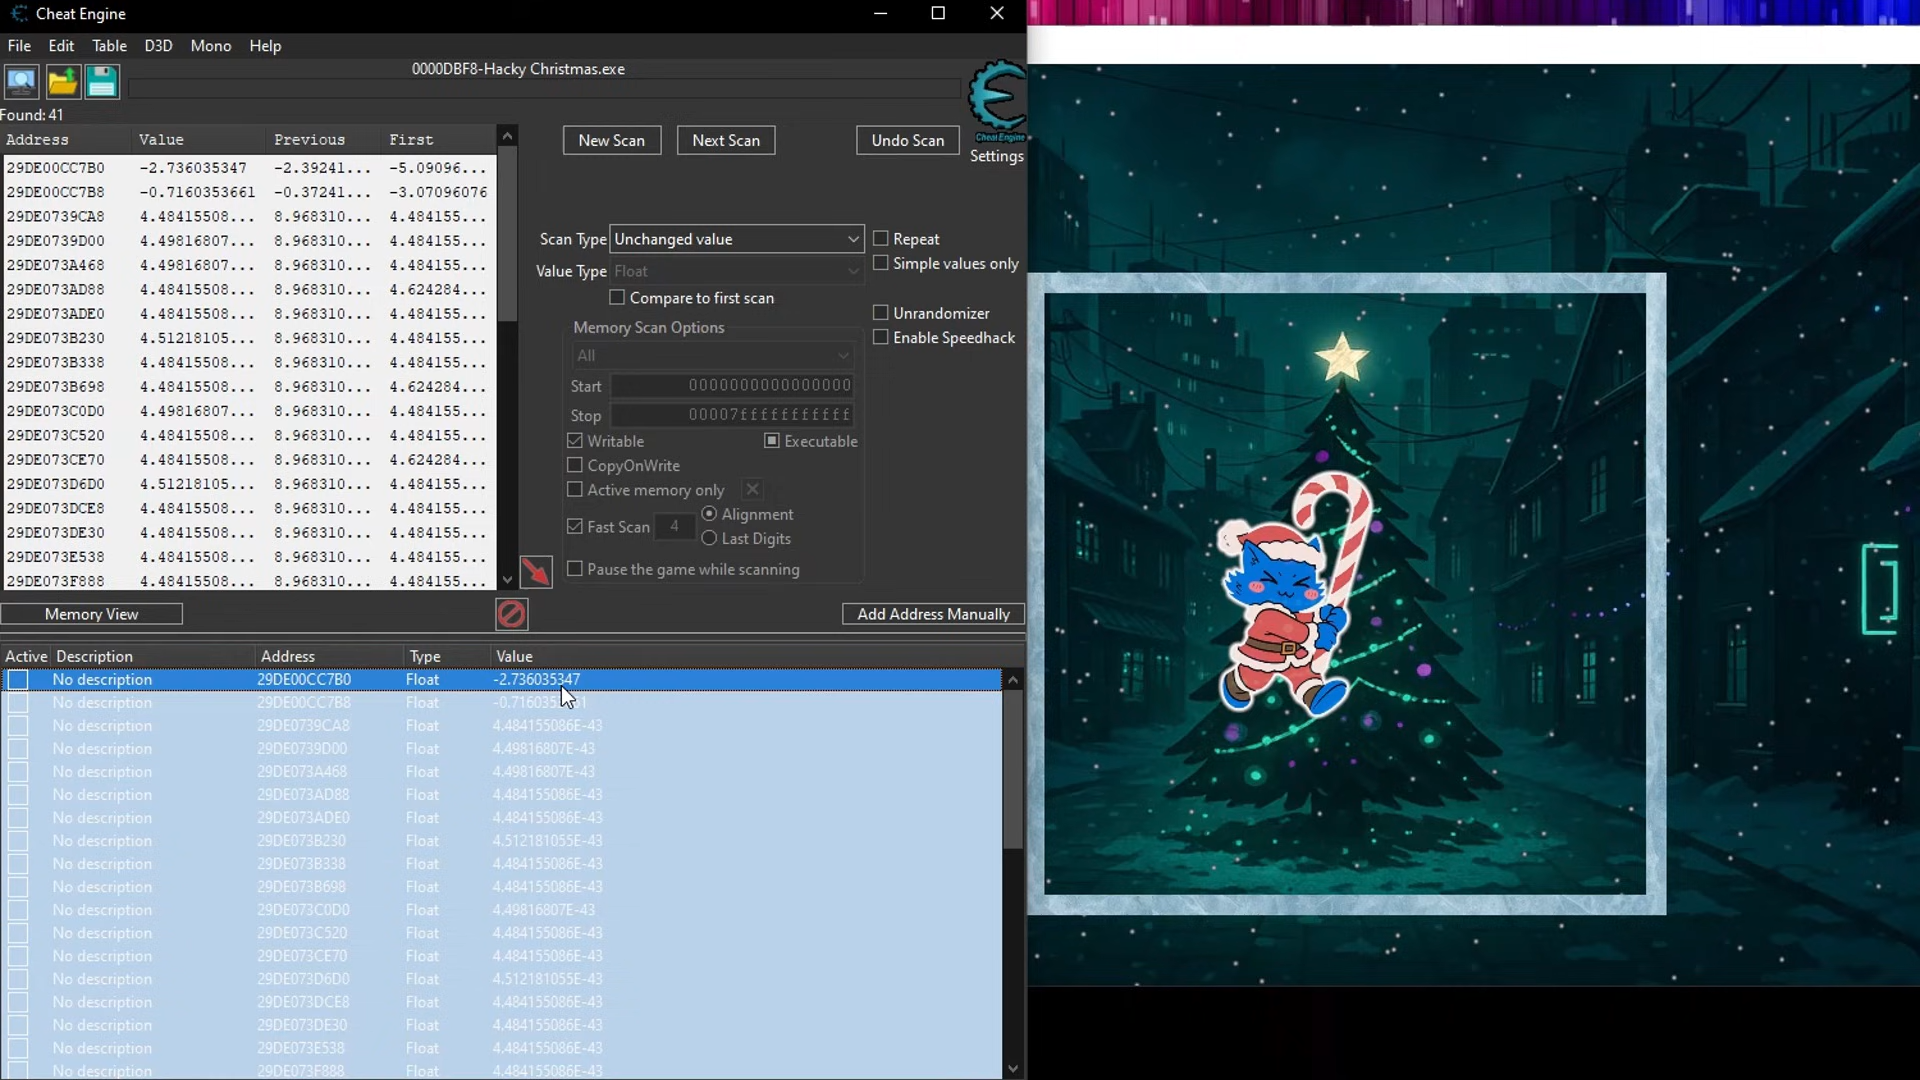 Cheat Engine
File Edit Table D3D Mono Help
0000DBF8-Hacky Christmas.exe
Found: 41
Address Value Previous First
29DE00CC7B0 -2.736035347 -2.39241... -5.09096...
29DE00CC7B8 -0.7160353661 -0.37241... -3.07096076
29DE0739CA8 4.48415508... 8.968310... 4.484155...
29DE0739D00 4.49816807... 8.968310... 4.484155...
29DE073A468 4.49816807... 8.968310... 4.484155...
29DE073AD88 4.48415508... 8.968310... 4.624284...
29DE073ADE0 4.48415508... 8.968310... 4.484155...
29DE073B230 4.51218105... 8.968310... 4.484155...
29DE073B338 4.48415508... 8.968310... 4.484155...
29DE073B698 4.48415508... 8.968310... 4.624284...
29DE073C0D0 4.49816807... 8.968310... 4.484155...
29DE073C520 4.48415508... 8.968310... 4.484155...
29DE073CE70 4.48415508... 8.968310... 4.624284...
29DE073D6D0 4.51218105... 8.968310... 4.484155...
29DE073DCE8 4.48415508... 8.968310... 4.484155...
29DE073DE30 4.48415508... 8.968310... 4.484155...
29DE073E538 4.48415508... 8.968310... 4.484155...
29DE073F888 4.48415508... 8.968310... 4.484155...
New Scan Next Scan Undo Scan
Cheat Engine
Settings
Scan Type Unchanged value
Repeat
Simple values only
Value Type Float
Compare to first scan
Unrandomizer
Enable Speedhack
Memory Scan Options
All
Start 0000000000000000
Stop 00007fffffffffff
Writable Executable
CopyOnWrite
Active memory only
Fast Scan 4 Alignment
Last Digits
Pause the game while scanning
Memory View Add Address Manually
Active Description Address Type Value
No description 29DE00CC7B0 Float -2.736035347
No description 29DE00CC7B8 Float
No description 29DE0739CA8 Float 4.484155086E-43
No description 29DE0739D00 Float 4.49816807E-43
No description 29DE073A468 Float 4.49816807E-43
No description 29DE073AD88 Float 4.484155086E-43
No description 29DE073ADE0 Float 4.484155086E-43
No description 29DE073B230 Float 4.512181055E-43
No description 29DE073B338 Float 4.484155086E-43
No description 29DE073B698 Float 4.484155086E-43
No description 29DE073C0D0 Float 4.49816807E-43
No description 29DE073C520 Float 4.484155086E-43
No description 29DE073CE70 Float 4.484155086E-43
No description 29DE073D6D0 Float 4.512181055E-43
No description 29DE073DCE8 Float 4.484155086E-43
No description 29DE073DE30 Float 4.484155086E-43
No description 29DE073E538 Float 4.484155086E-43
No description 29DE073F888 Float 4.484155086E-43